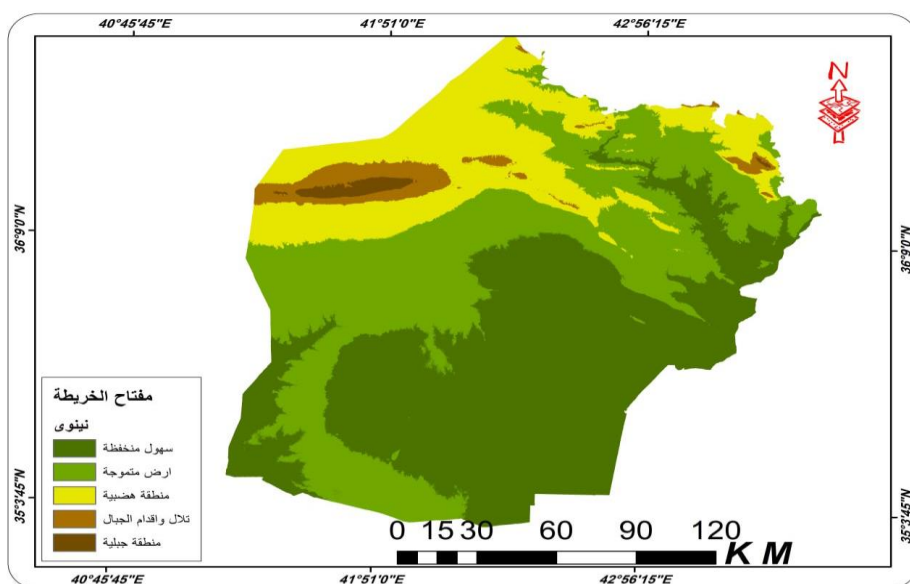 40°45'45"E 41°51'0"E 42°56'15"E
N
36°9'0"N 36°9'0"N
مفتاح الخريطة
نينوى
سهول منخفظة
ارض متموجة
منطقة هضبية
تلال واقدام الجبال
منطقة جبلية
35°3'45"N 35°3'45"N
0 15 30 60 90 120
K M
40°45'45"E 41°51'0"E 42°56'15"E